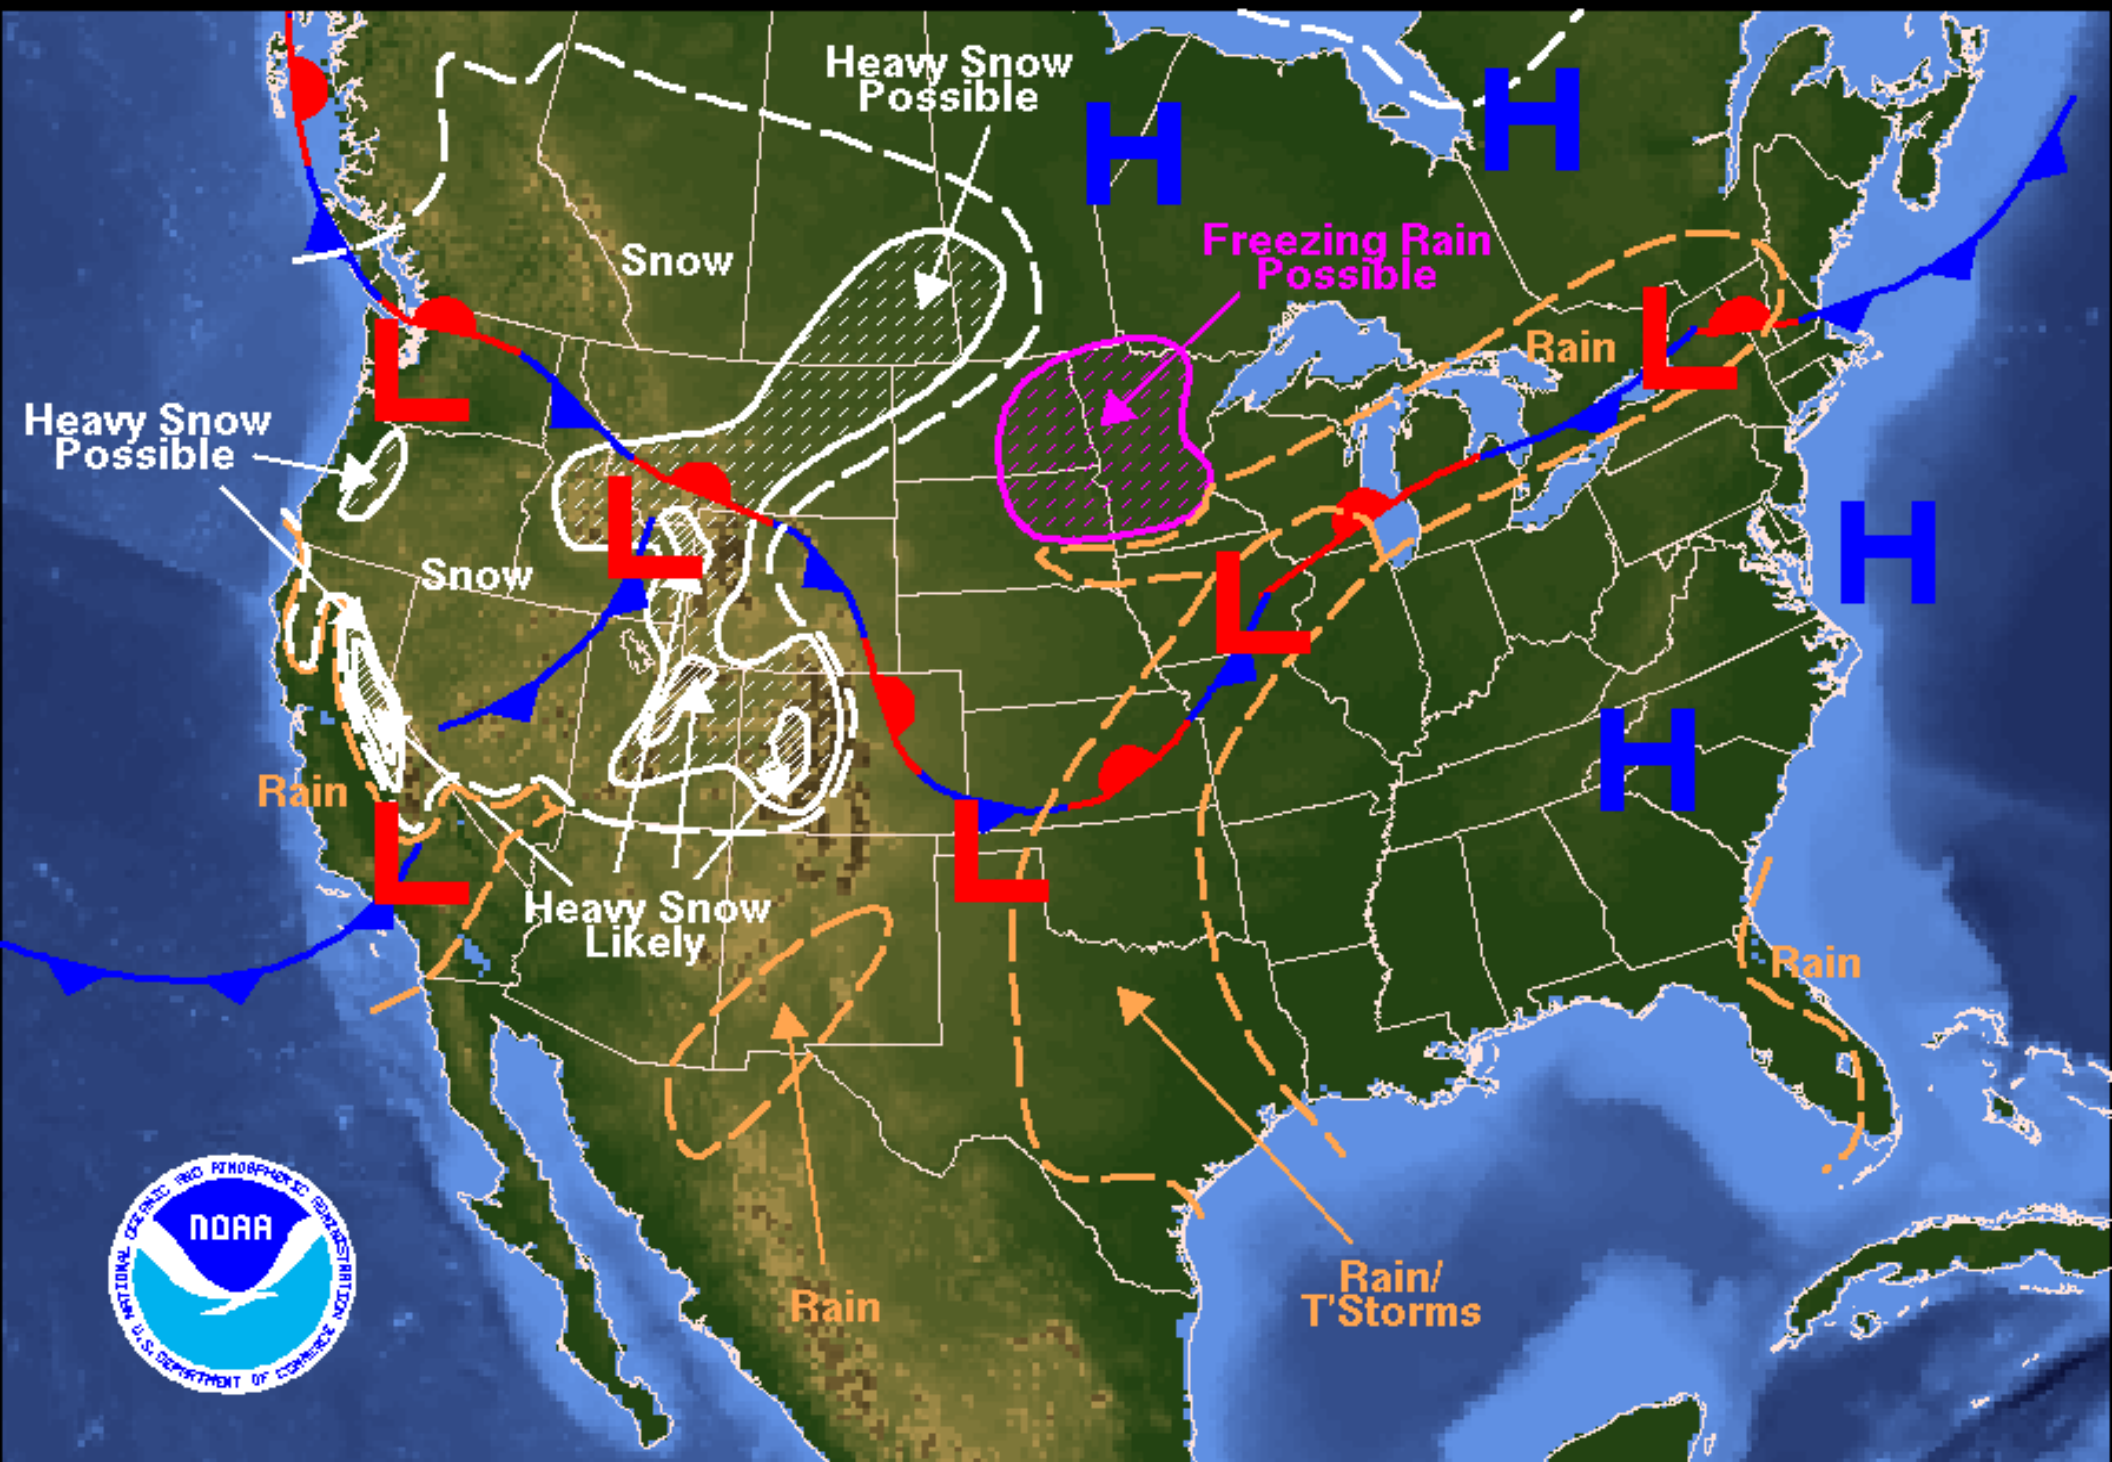 Heavy Snow
Possible
H
H
Snow
Freezing Rain
Possible
L
Rain
L
Heavy Snow
Possible
L
H
Snow
L
H
Rain
L
L
Heavy Snow
Likely
Rain
NATIONAL OCEANIC AND ATMOSPHERIC ADMINISTRATION
NOAA
U.S. DEPARTMENT OF COMMERCE
Rain
Rain/
T'Storms